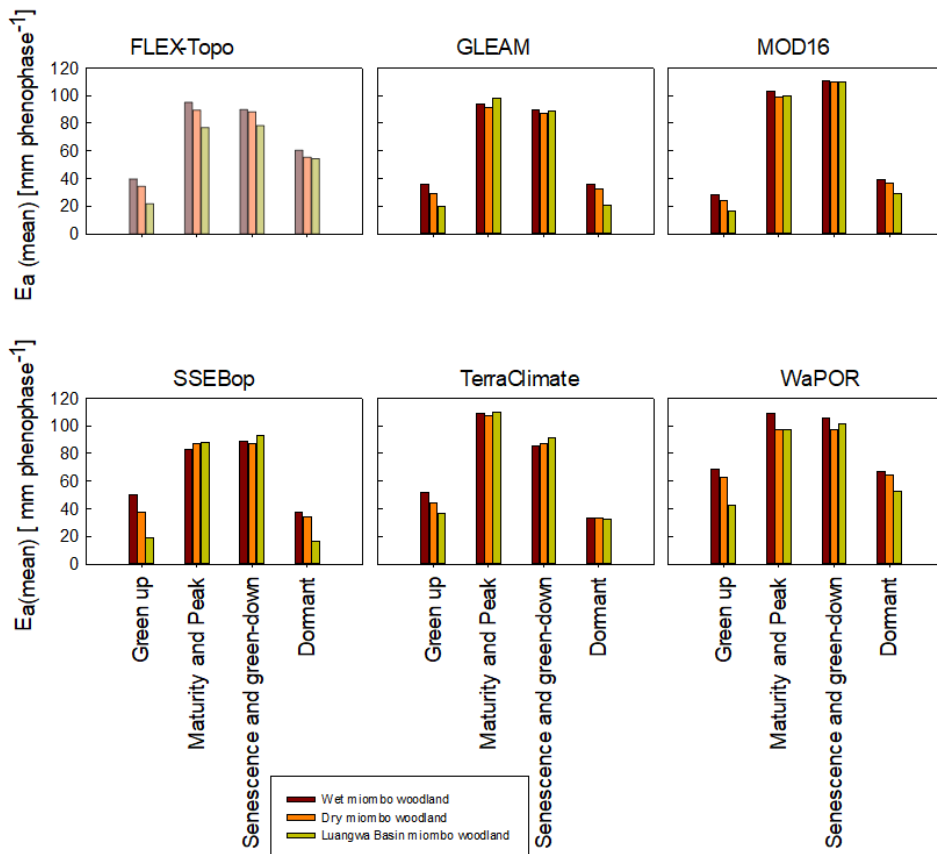 FLEX-Topo
GLEAM
MOD16
Ea (mean) [mm phenophase-1]
120
100
80
60
40
20
0
SSEBop
TerraClimate
WaPOR
Ea(mean) [ mm phenophase-1]
120
100
80
60
40
20
0
Green up
Maturity and Peak
Senescence and green-down
Dormant
Green up
Maturity and Peak
Senescence and green-down
Dormant
Green up
Maturity and Peak
Senescence and green-down
Dormant
Wet miombo woodland
Dry miombo woodland
Luangwa Basin miombo woodland